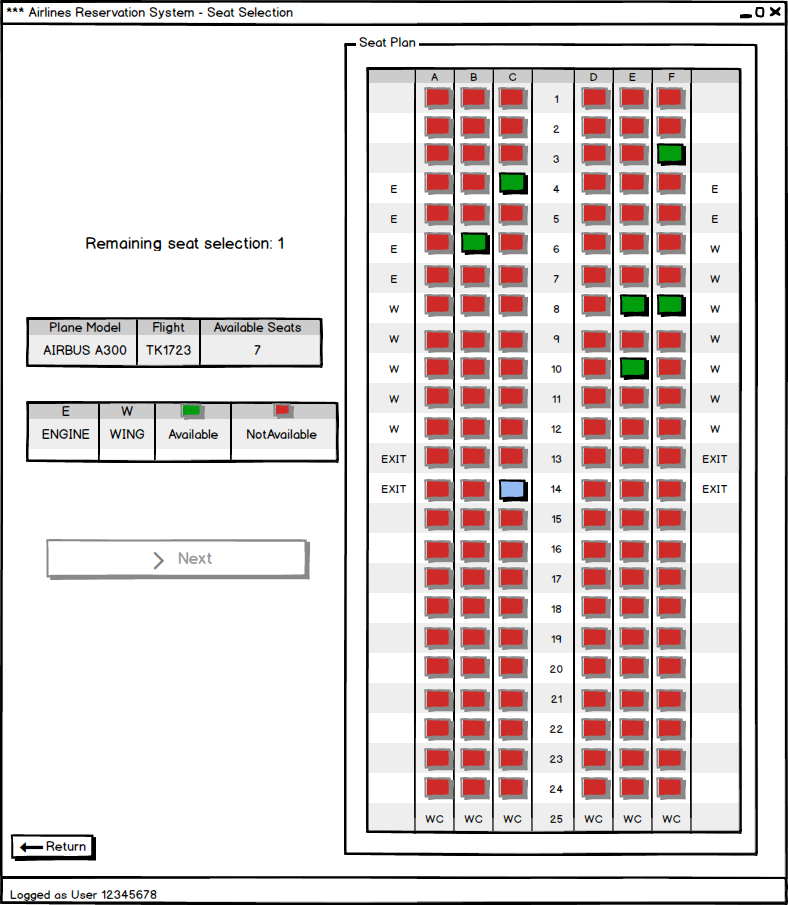 *** Airlines Reservation System - Seat Selection
Seat Plan
A B C D E F
1
2
3
E 4 E
E 5 E
E 6 W
E 7 W
W 8 W
W 9 W
W 10 W
W 11 W
W 12 W
EXIT 13 EXIT
EXIT 14 EXIT
15
16
17
18
19
20
21
22
23
24
WC WC WC 25 WC WC WC
Remaining seat selection: 1
Plane Model Flight Available Seats
AIRBUS A300 TK1723 7
E W
ENGINE WING Available NotAvailable
Next
Return
Logged as User 12345678